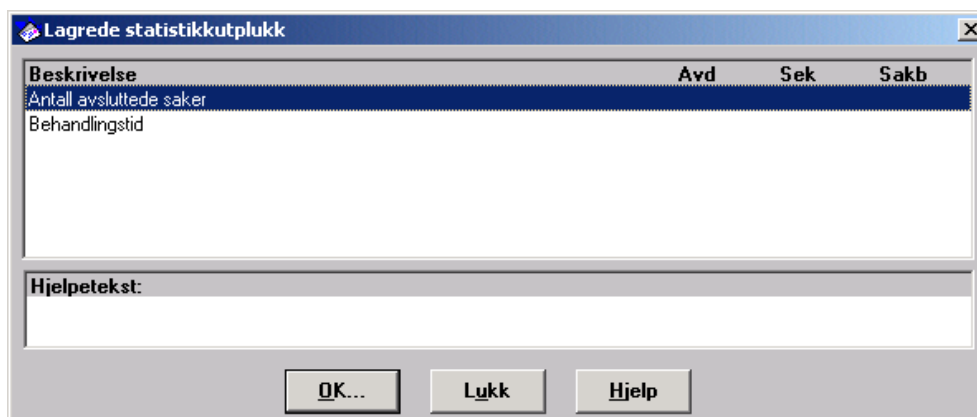 Lagrede statistikkutplukk
Beskrivelse Avd Sek Sakb
Antall avsluttede saker
Behandlingstid
Hjelpetekst:
OK... Lukk Hjelp